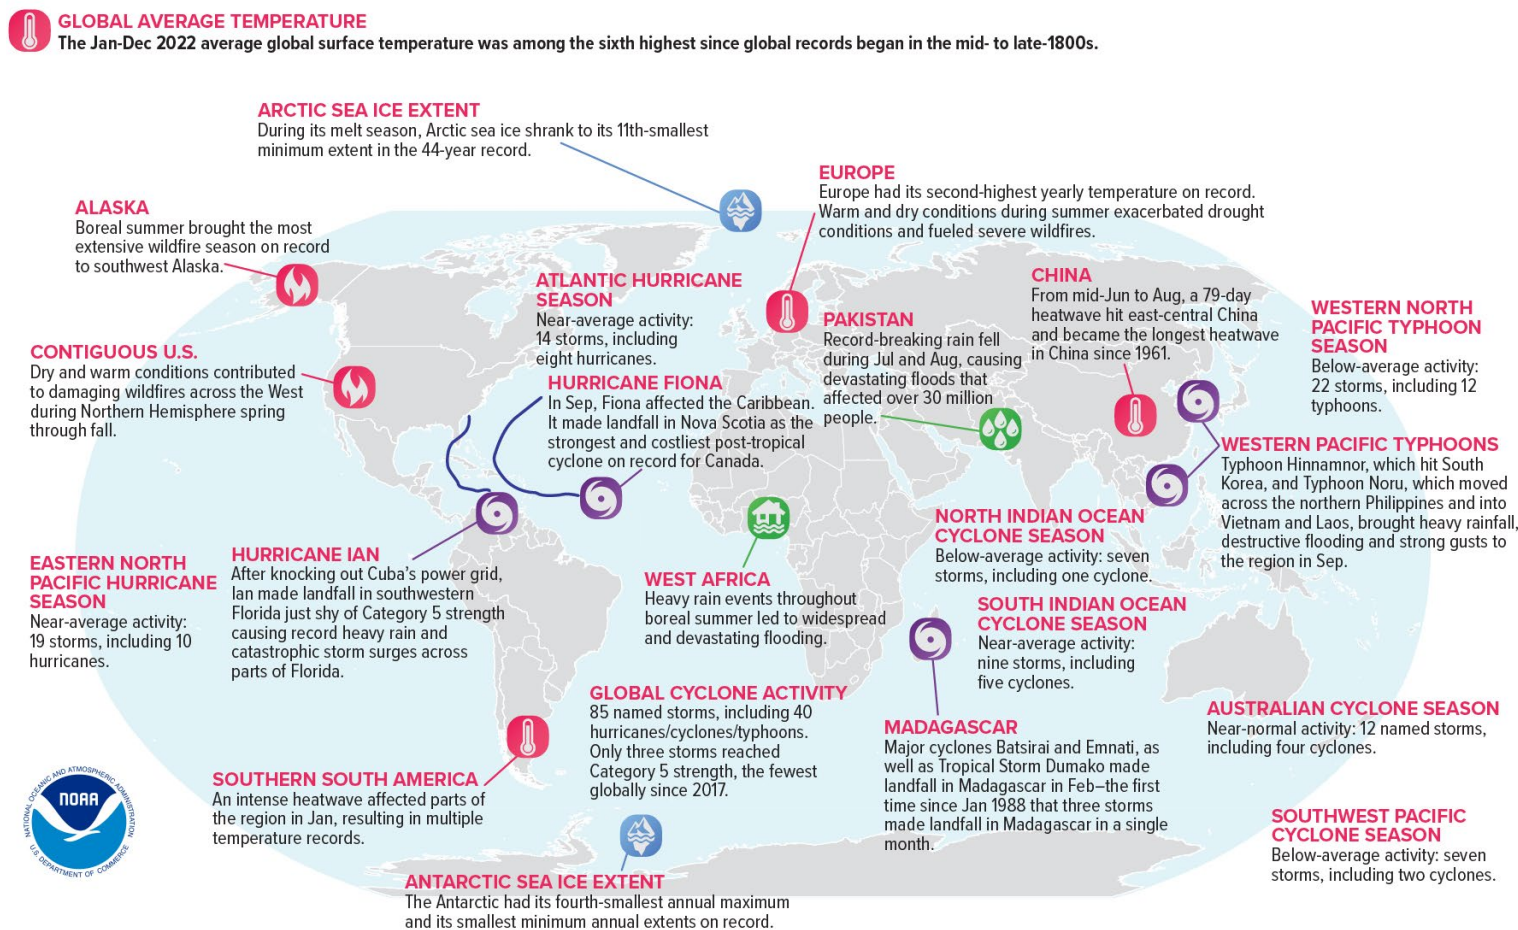 GLOBAL AVERAGE TEMPERATURE
The Jan-Dec 2022 average global surface temperature was among the sixth highest since global records began in the mid- to late-1800s.
ARCTIC SEA ICE EXTENT
During its melt season, Arctic sea ice shrank to its 11th-smallest
minimum extent in the 44-year record.
EUROPE
Europe had its second-highest yearly temperature on record.
Warm and dry conditions during summer exacerbated drought
conditions and fueled severe wildfires.
ALASKA
Boreal summer brought the most
extensive wildfire season on record
to southwest Alaska.
ATLANTIC HURRICANE
SEASON
Near-average activity:
14 storms, including
eight hurricanes.
CHINA
From mid-Jun to Aug, a 79-day
heatwave hit east-central China
and became the longest heatwave
in China since 1961.
WESTERN NORTH
PACIFIC TYPHOON
SEASON
Below-average activity:
22 storms, including 12
typhoons.
PAKISTAN
Record-breaking rain fell
during Jul and Aug, causing
devastating floods that
affected over 30 million
people.
CONTIGUOUS U.S.
Dry and warm conditions contributed
to damaging wildfires across the West
during Northern Hemisphere spring
through fall.
HURRICANE FIONA
In Sep, Fiona affected the Caribbean.
It made landfall in Nova Scotia as the
strongest and costliest post-tropical
cyclone on record for Canada.
WESTERN PACIFIC TYPHOONS
Typhoon Hinnamnor, which hit South
Korea, and Typhoon Noru, which moved
across the northern Philippines and into
Vietnam and Laos, brought heavy rainfall,
destructive flooding and strong gusts to
the region in Sep.
NORTH INDIAN OCEAN
CYCLONE SEASON
Below-average activity: seven
storms, including one cyclone.
EASTERN NORTH
PACIFIC HURRICANE
SEASON
Near-average activity:
19 storms, including 10
hurricanes.
HURRICANE IAN
After knocking out Cuba's power grid,
Ian made landfall in southwestern
Florida just shy of Category 5 strength
causing record heavy rain and
catastrophic storm surges across
parts of Florida.
WEST AFRICA
Heavy rain events throughout
boreal summer led to widespread
and devastating flooding.
SOUTH INDIAN OCEAN
CYCLONE SEASON
Near-average activity:
nine storms, including
five cyclones.
GLOBAL CYCLONE ACTIVITY
85 named storms, including 40
hurricanes/cyclones/typhoons.
Only three storms reached
Category 5 strength, the fewest
globally since 2017.
MADAGASCAR
Major cyclones Batsirai and Emnati, as
well as Tropical Storm Dumako made
landfall in Madagascar in Feb–the first
time since Jan 1988 that three storms
made landfall in Madagascar in a single
month.
AUSTRALIAN CYCLONE SEASON
Near-normal activity: 12 named storms,
including four cyclones.
SOUTHERN SOUTH AMERICA
An intense heatwave affected parts of
the region in Jan, resulting in multiple
temperature records.
SOUTHWEST PACIFIC
CYCLONE SEASON
Below-average activity: seven
storms, including two cyclones.
ANTARCTIC SEA ICE EXTENT
The Antarctic had its fourth-smallest annual maximum
and its smallest minimum annual extents on record.
NATIONAL OCEANIC AND ATMOSPHERIC ADMINISTRATION
NOAA
U.S. DEPARTMENT OF COMMERCE